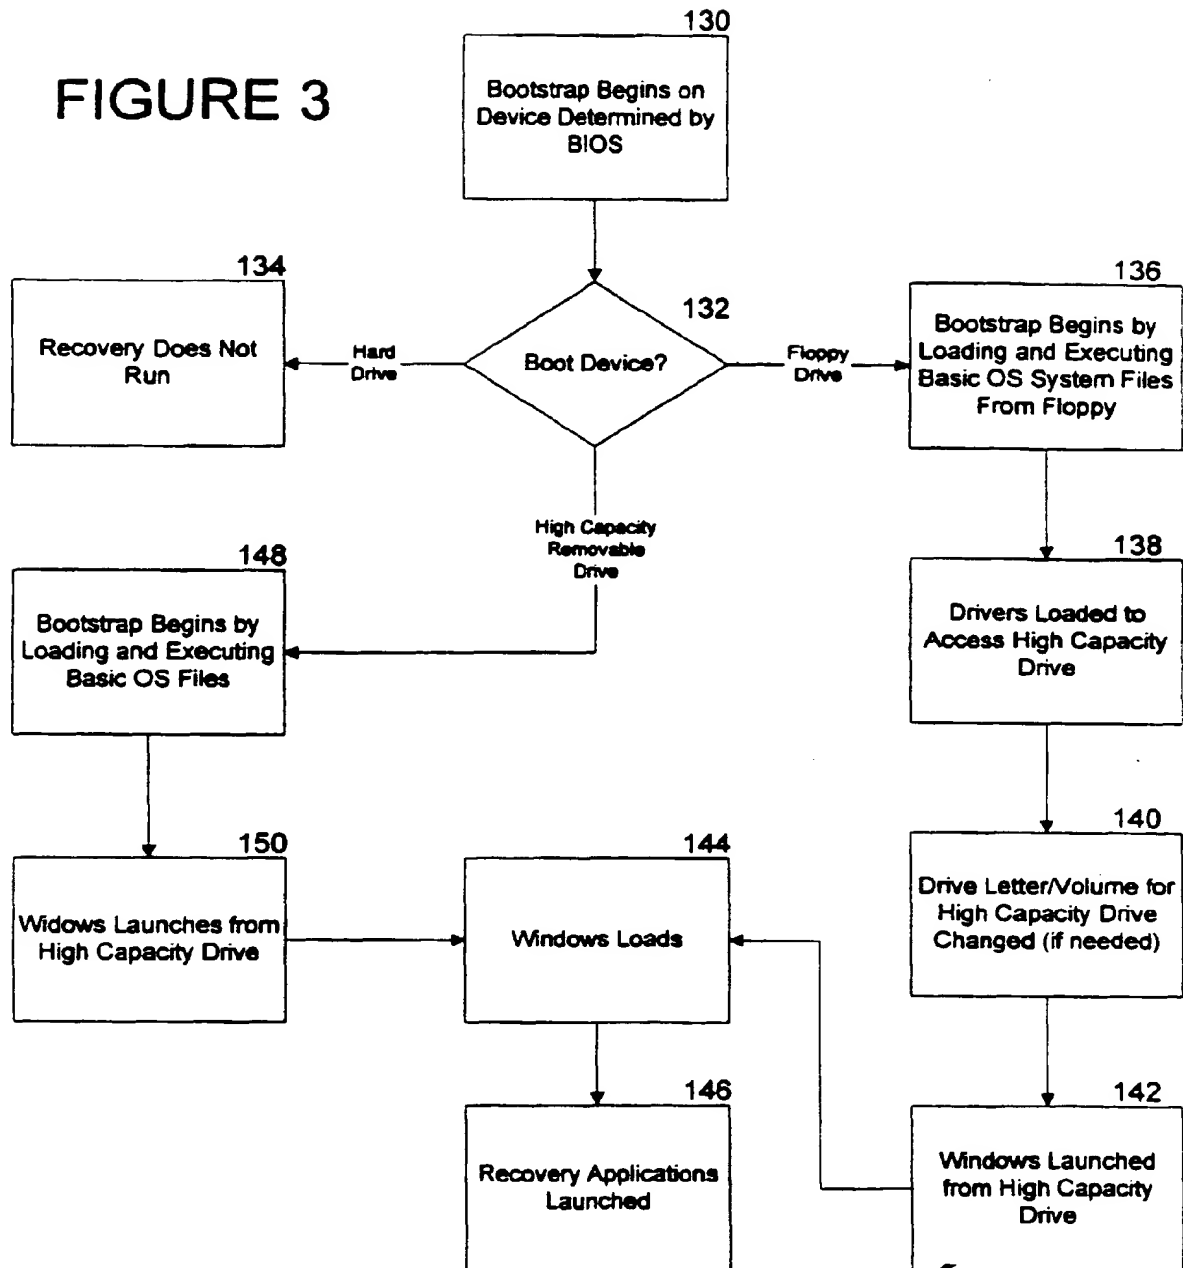 FIGURE 3
130
Bootstrap Begins on
Device Determined by
BIOS
134
Recovery Does Not
Run
Hard
Drive
132
Boot Device?
Floppy
Drive
136
Bootstrap Begins by
Loading and Executing
Basic OS System Files
From Floppy
High Capacity
Removable
Drive
148
Bootstrap Begins by
Loading and Executing
Basic OS Files
138
Drivers Loaded to
Access High Capacity
Drive
150
Widows Launches from
High Capacity Drive
144
Windows Loads
140
Drive Letter/Volume for
High Capacity Drive
Changed (if needed)
146
Recovery Applications
Launched
142
Windows Launched
from High Capacity
Drive